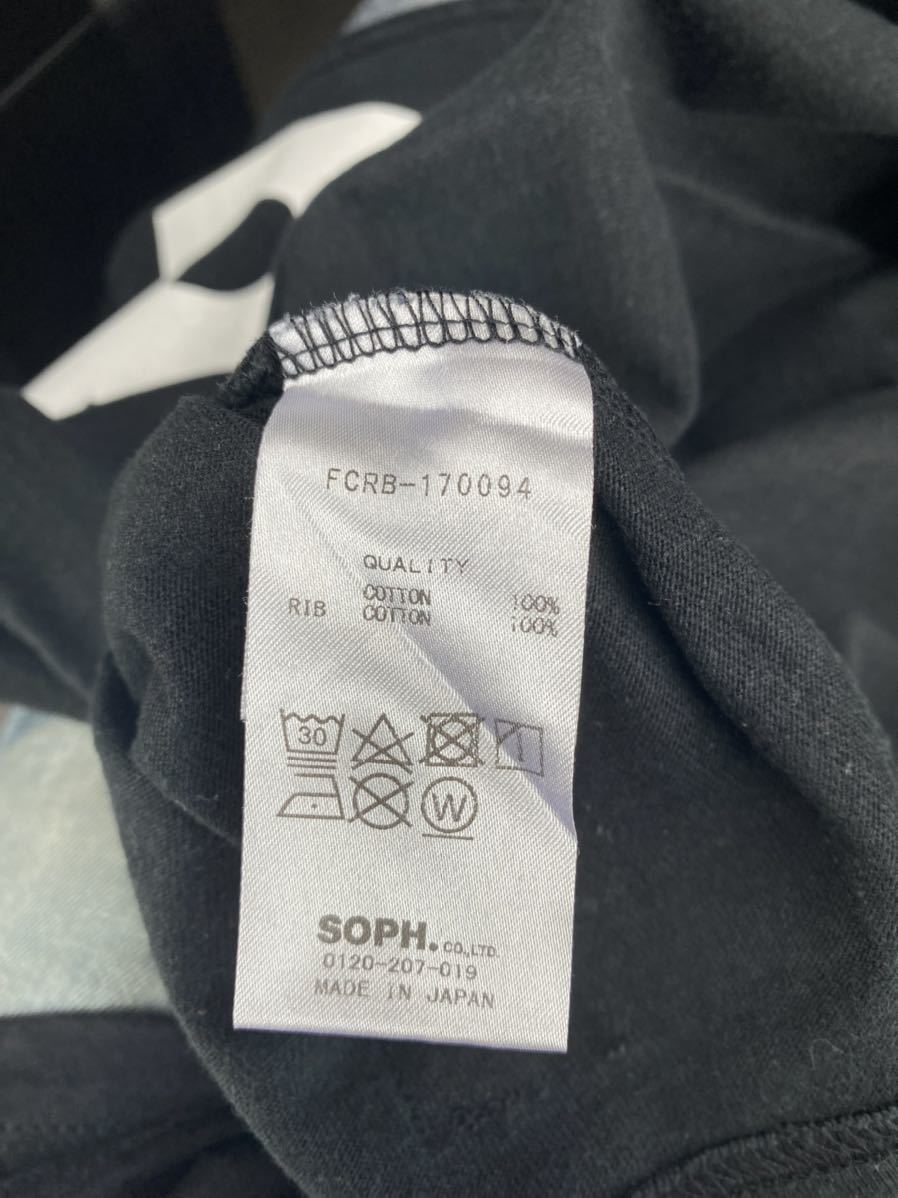 FCRB-170094
QUALITY
COTTON 100%
RIB COTTON 100%
30
W
SOPH. CO.,LTD.
0120-207-019
MADE IN JAPAN